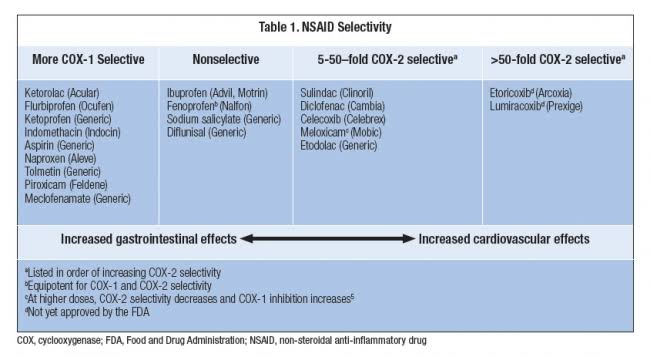 Table 1. NSAID Selectivity
More COX-1 Selective
Nonselective
5-50–fold COX-2 selectiveᵃ
>50-fold COX-2 selectiveᵃ
Ketorolac (Acular)
Flurbiprofen (Ocufen)
Ketoprofen (Generic)
Indomethacin (Indocin)
Aspirin (Generic)
Naproxen (Aleve)
Tolmetin (Generic)
Piroxicam (Feldene)
Meclofenamate (Generic)
Ibuprofen (Advil, Motrin)
Fenoprofenᵇ (Nalfon)
Sodium salicylate (Generic)
Diflunisal (Generic)
Sulindac (Clinoril)
Diclofenac (Cambia)
Celecoxib (Celebrex)
Meloxicamᶜ (Mobic)
Etodolac (Generic)
Etoricoxibᵈ (Arcoxia)
Lumiracoxibᵈ (Prexige)
Increased gastrointestinal effects
Increased cardiovascular effects
ᵃListed in order of increasing COX-2 selectivity
ᵇEquipotent for COX-1 and COX-2 selectivity
ᶜAt higher doses, COX-2 selectivity decreases and COX-1 inhibition increases⁵
ᵈNot yet approved by the FDA
COX, cyclooxygenase; FDA, Food and Drug Administration; NSAID, non-steroidal anti-inflammatory drug